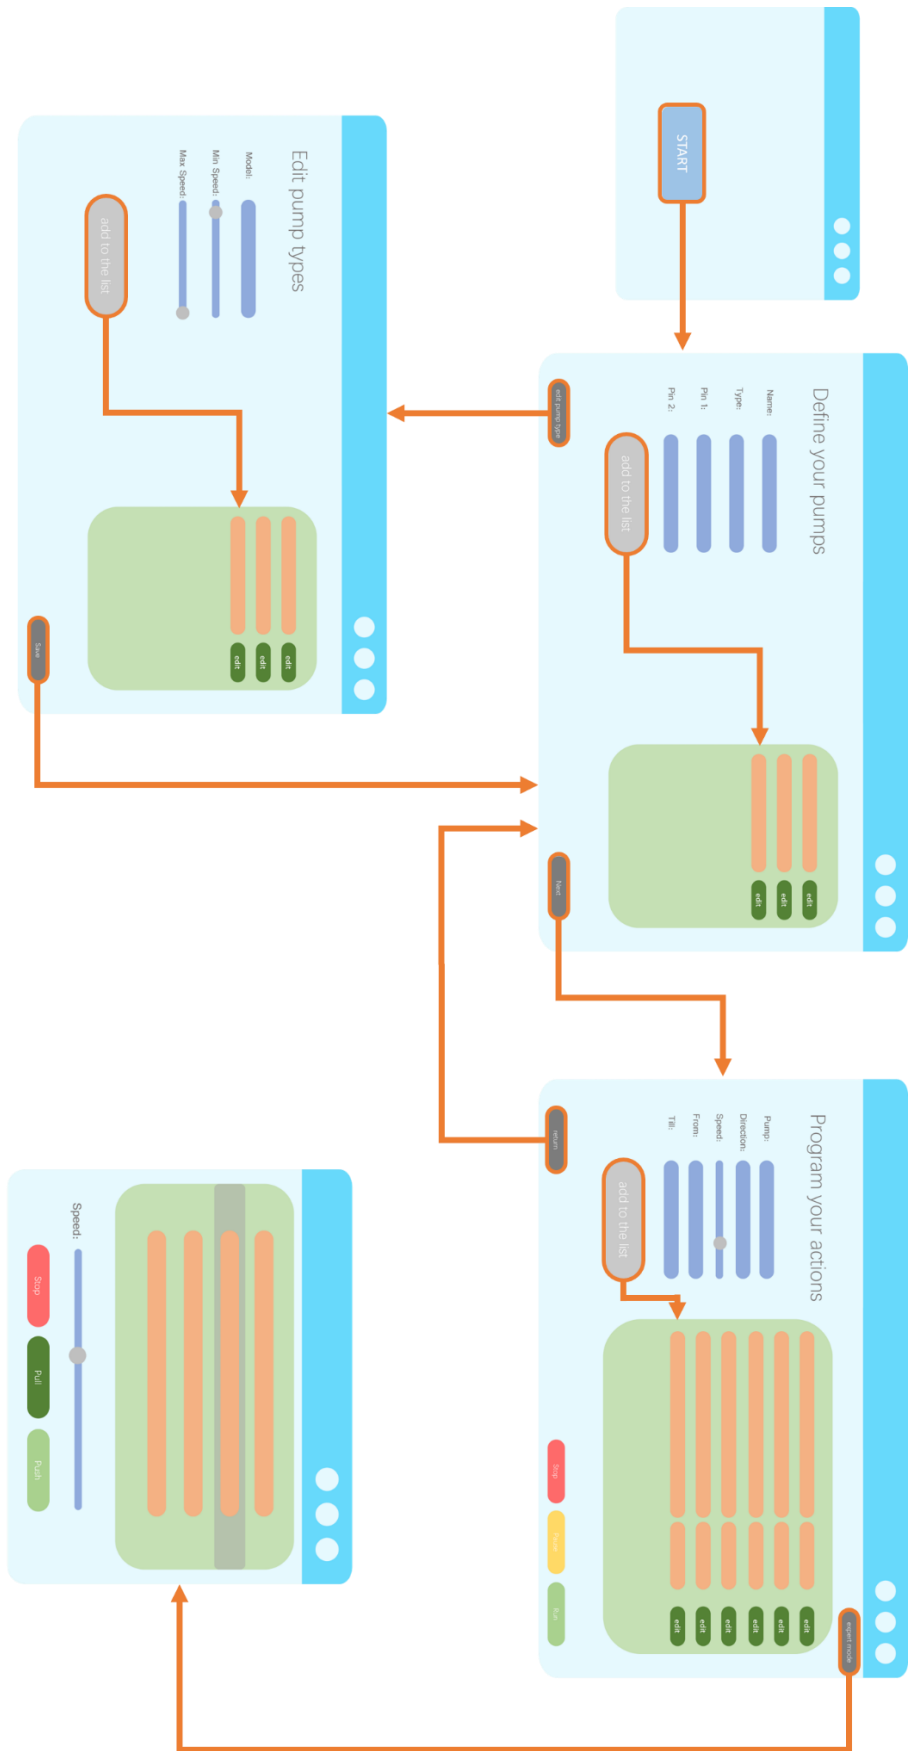 START
Define your pumps
Name:
Type:
Pin 1:
Pin 2:
add to the list
edit
edit
edit
edit pump type
Next
Program your actions
Pump:
Direction:
Speed:
From:
Till:
add to the list
edit
edit
edit
edit
edit
edit
expert mode
return
Stop
Pause
Run
Edit pump types
Model:
Min Speed:
Max Speed:
add to the list
edit
edit
edit
Save
Speed:
Stop
Pull
Push